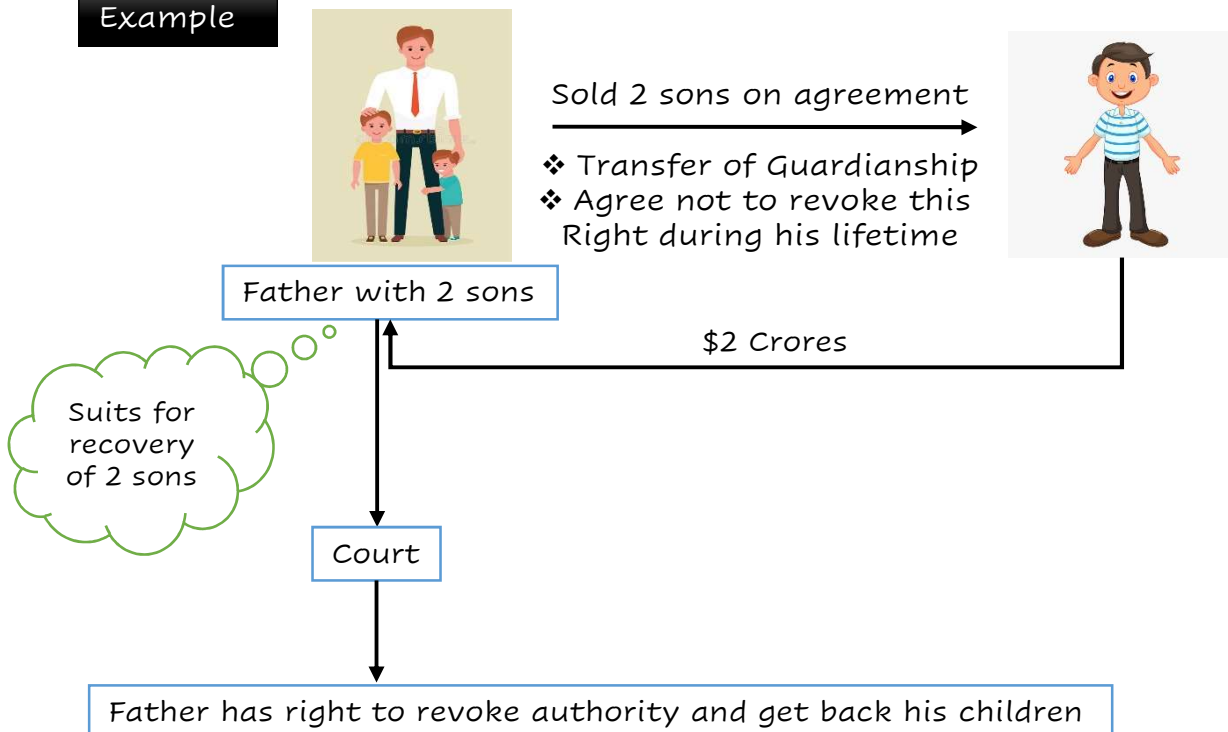 Example
Sold 2 sons on agreement
❖ Transfer of Guardianship
❖ Agree not to revoke this
Right during his lifetime
Father with 2 sons
$2 Crores
Suits for
recovery
of 2 sons
Court
Father has right to revoke authority and get back his children